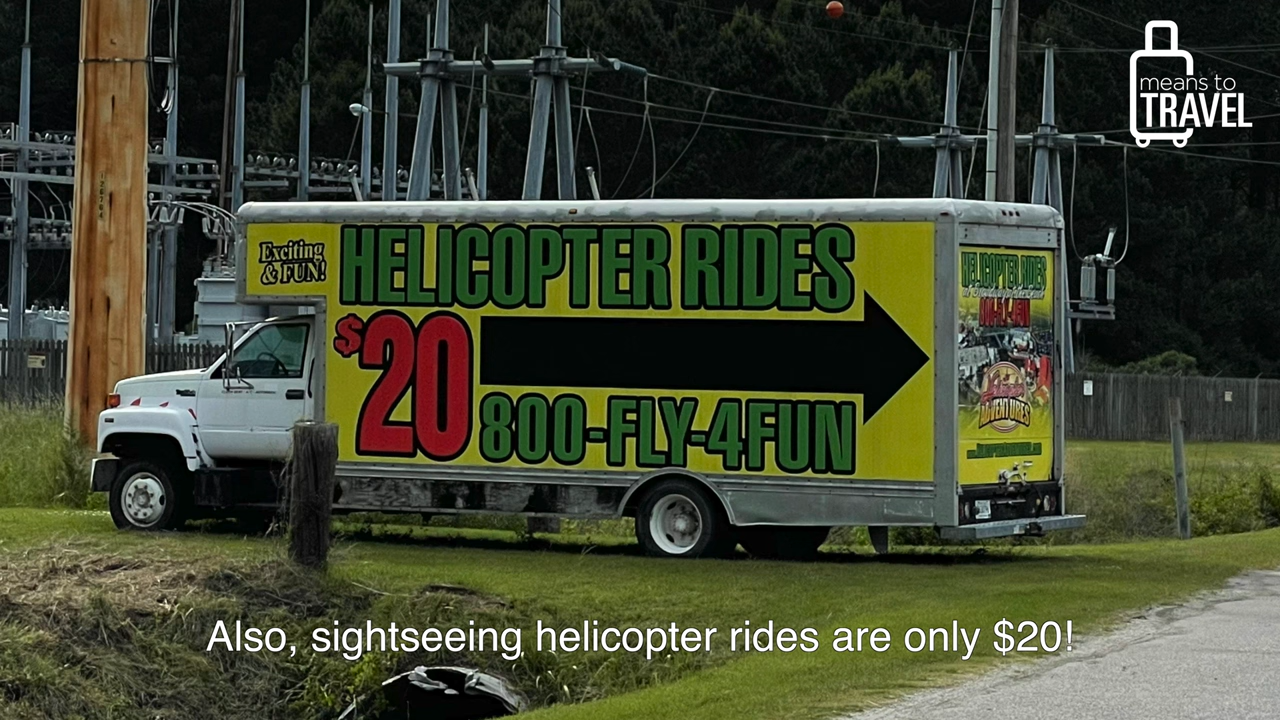 means to
TRAVEL
Exciting
& FUN!
HELICOPTER RIDES
$20
800-FLY-4FUN
HELICOPTER RIDES
ADVENTURES
Also, sightseeing helicopter rides are only $20!